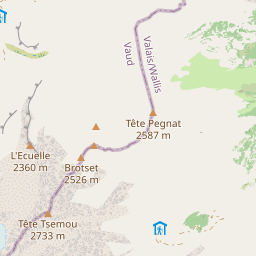 Vaud
Valais/Wallis
Tête Pegnat
2587 m
L'Ecuelle
2360 m
Brotset
2526 m
Tête Tsemou
2733 m